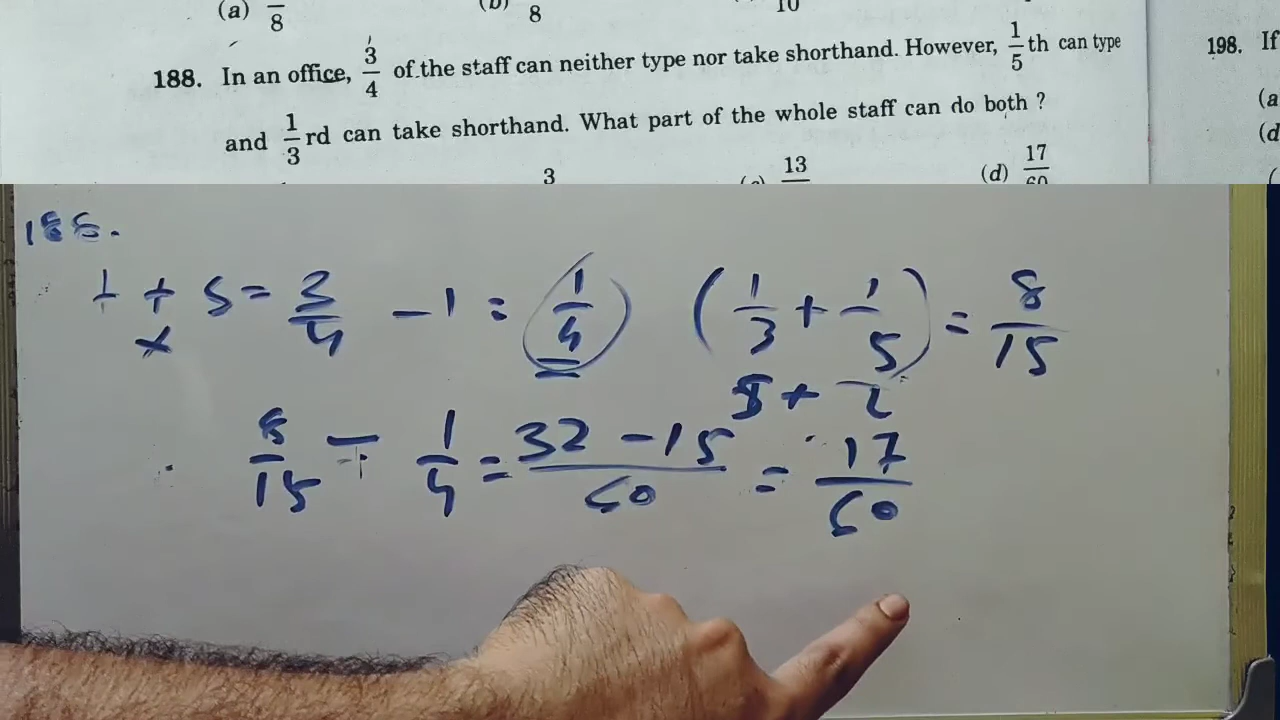 (a) — 8 (b) 8 10
188. In an office, 3/4 of the staff can neither type nor take shorthand. However, 1/5 th can type
and 1/3 rd can take shorthand. What part of the whole staff can do both ?
3 13 (d) 17/60
198. If
(a
(d
(
188.
+ + S = 3/4 - 1 = (1/4) (1/3 + 1/5) = 8/15
x 5 +
8/15 - 1/4 = 32 - 15/60 = 17/60